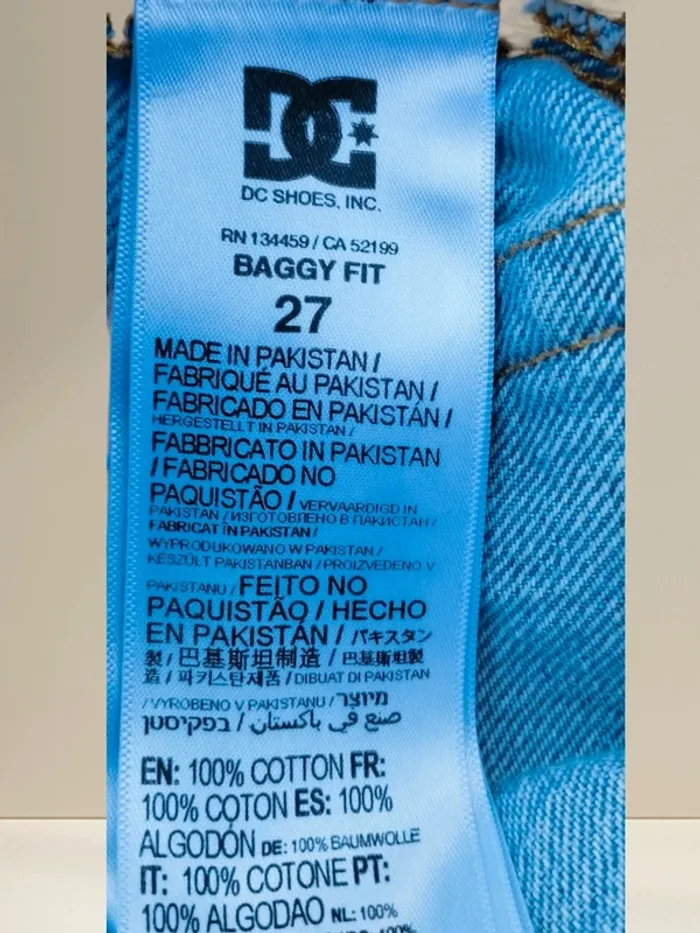 DC
DC SHOES, INC.
RN 134459 / CA 52199
BAGGY FIT
27
MADE IN PAKISTAN /
FABRIQUÉ AU PAKISTAN /
FABRICADO EN PAKISTÁN /
HERGESTELLT IN PAKISTAN /
FABBRICATO IN PAKISTAN
/ FABRICADO NO
PAQUISTÃO / VERVAARDIGD IN
PAKISTAN / ИЗГОТОВЛЕНО В ПАКИСТАН /
FABRICAT ÎN PAKISTAN /
WYPRODUKOWANO W PAKISTAN /
KÉSZÜLT PAKISTANBAN / PROIZVEDENO V
PAKISTANU / FEITO NO
PAQUISTÃO / HECHO
EN PAKISTÁN / パキスタン
製 / 巴基斯坦制造 / 巴基斯坦製
造 / 파키스탄제품 / DIBUAT DI PAKISTAN
/ VYROBENO V PAKISTANU / מיוצר
בפקיסטן / صنع في باكستان
EN: 100% COTTON FR:
100% COTON ES: 100%
ALGODÓN DE: 100% BAUMWOLLE
IT: 100% COTONE PT:
100% ALGODAO NL: 100%